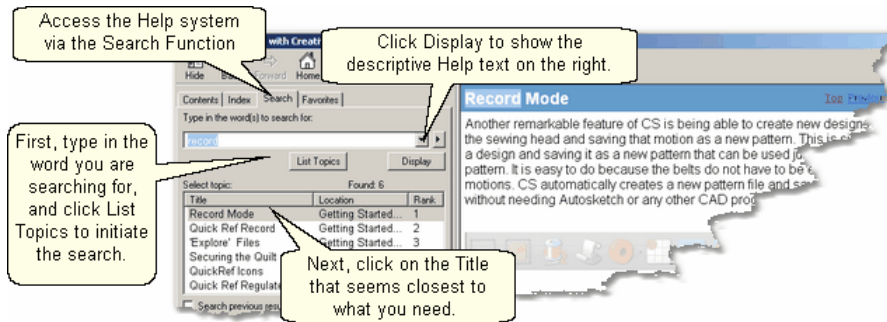 Access the Help system
via the Search Function
with Creati
Click Display to show the
descriptive Help text on the right.
Hide Forward Home
Contents Index Search Favorites
Type in the word(s) to search for:
record
List Topics Display
Select topic: Found: 6
Title Location Rank
Record Mode Getting Started... 1
Quick Ref Record Getting Started... 2
'Explore' Files Getting Started... 3
Securing the Quilt
QuickRef Icons
Quick Ref Regulate
Search previous resu
First, type in the
word you are
searching for,
and click List
Topics to initiate
the search.
Next, click on the Title
that seems closest to
what you need.
Record Mode Top Previous
Another remarkable feature of CS is being able to create new designs
the sewing head and saving that motion as a new pattern. This is
a design and saving it as a new pattern that can be used
pattern. It is easy to do because the belts do not have to be
motions. CS automatically creates a new pattern file and
without needing Autosketch or any other CAD